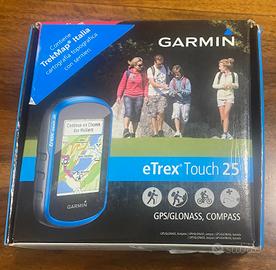 Contiene
TrekMap® Italia
cartografia topografica
con sentieri
GARMIN
eTrex® Touch 25
GPS/GLONASS, COMPASS
GARMIN